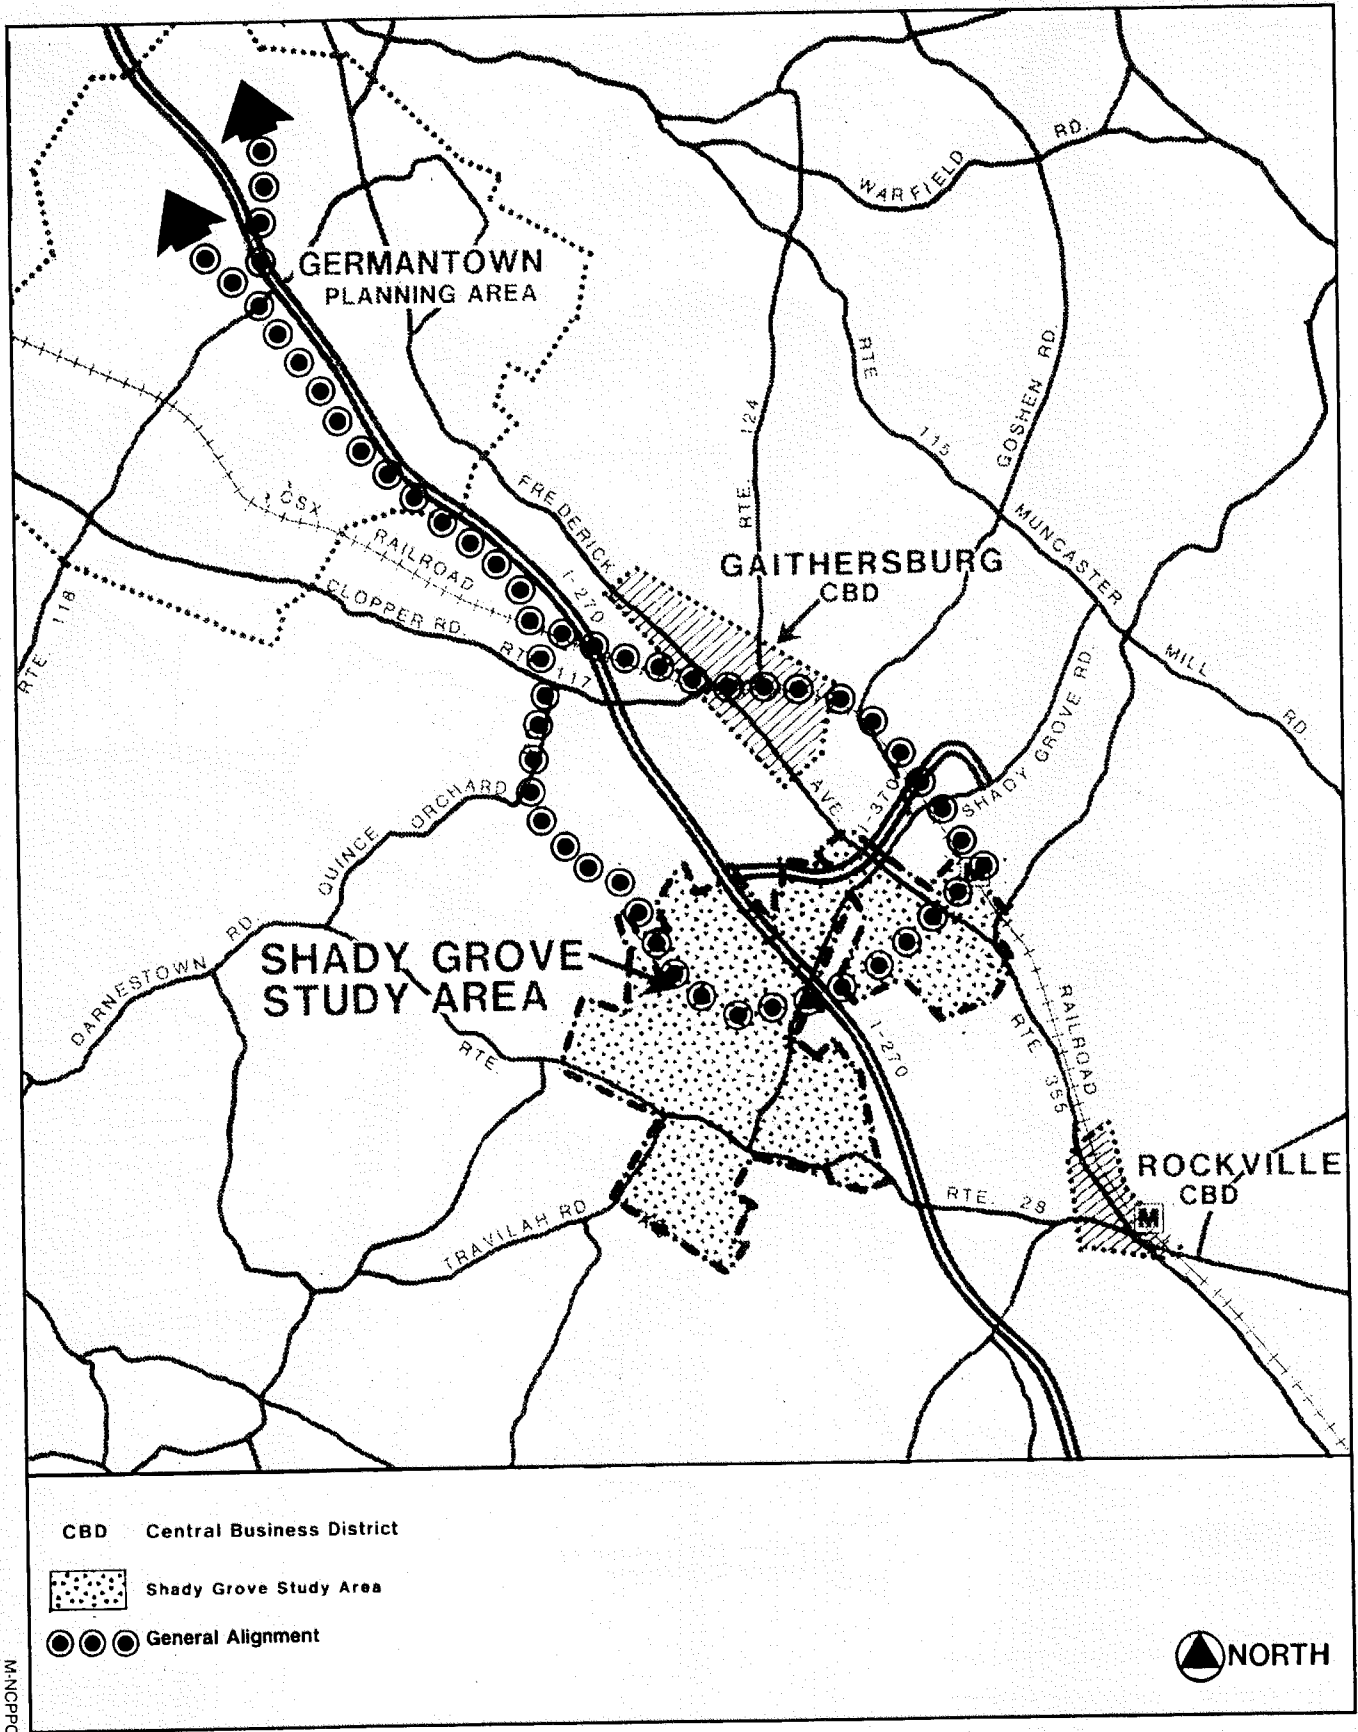 WARFIELD RD.
GERMANTOWN
PLANNING AREA
RTE 115
GOSHEN RD.
RTE. 124
FREDERICK
CSX
RAILROAD
MUNCASTER
GAITHERSBURG
CBD
I-270
CLOPPER RD.
RTE. 117
RTE 118
MILL
RD.
SHADY GROVE RD.
SHADY GROVE
AVE
I-370
QUINCE ORCHARD
RD.
M
SHADY GROVE
STUDY AREA
DARNESTOWN
RTE
I-270
RTE 355
RAILROAD
ROCKVILLE
CBD
M
RTE. 28
TRAVILAH RD
CBD Central Business District
Shady Grove Study Area
General Alignment
NORTH
M-NCPPC